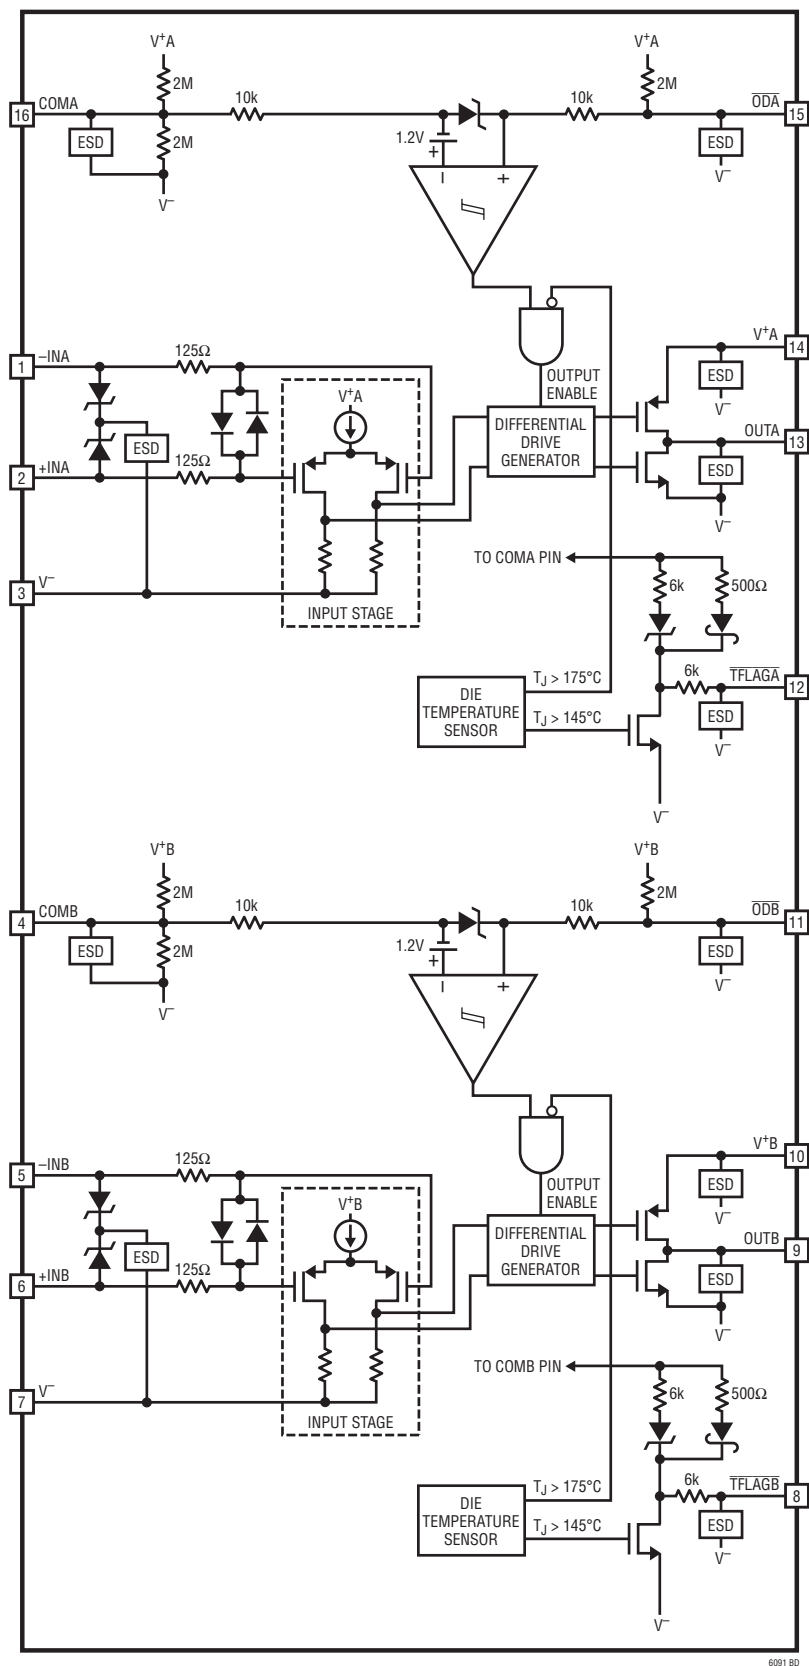 V+A
V+A
2M
2M
16
COMA
10k
10k
ODA
15
ESD
2M
1.2V
+
ESD
V–
V–
–
+
V+A
14
1
–INA
125Ω
OUTPUT
ENABLE
ESD
V–
V+A
DIFFERENTIAL
DRIVE
GENERATOR
OUTA
13
ESD
2
+INA
125Ω
ESD
V–
TO COMA PIN
3
V–
6k
500Ω
INPUT STAGE
6k
TFLAGA
12
DIE
TEMPERATURE
SENSOR
TJ > 175°C
TJ > 145°C
ESD
V–
V–
V+B
V+B
2M
2M
4
COMB
10k
10k
ODB
11
ESD
2M
1.2V
+
ESD
V–
V–
–
+
V+B
10
5
–INB
125Ω
OUTPUT
ENABLE
ESD
V–
V+B
DIFFERENTIAL
DRIVE
GENERATOR
OUTB
9
ESD
6
+INB
125Ω
ESD
V–
TO COMB PIN
7
V–
6k
500Ω
INPUT STAGE
6k
TFLAGB
8
DIE
TEMPERATURE
SENSOR
TJ > 175°C
TJ > 145°C
ESD
V–
V–
6091 BD